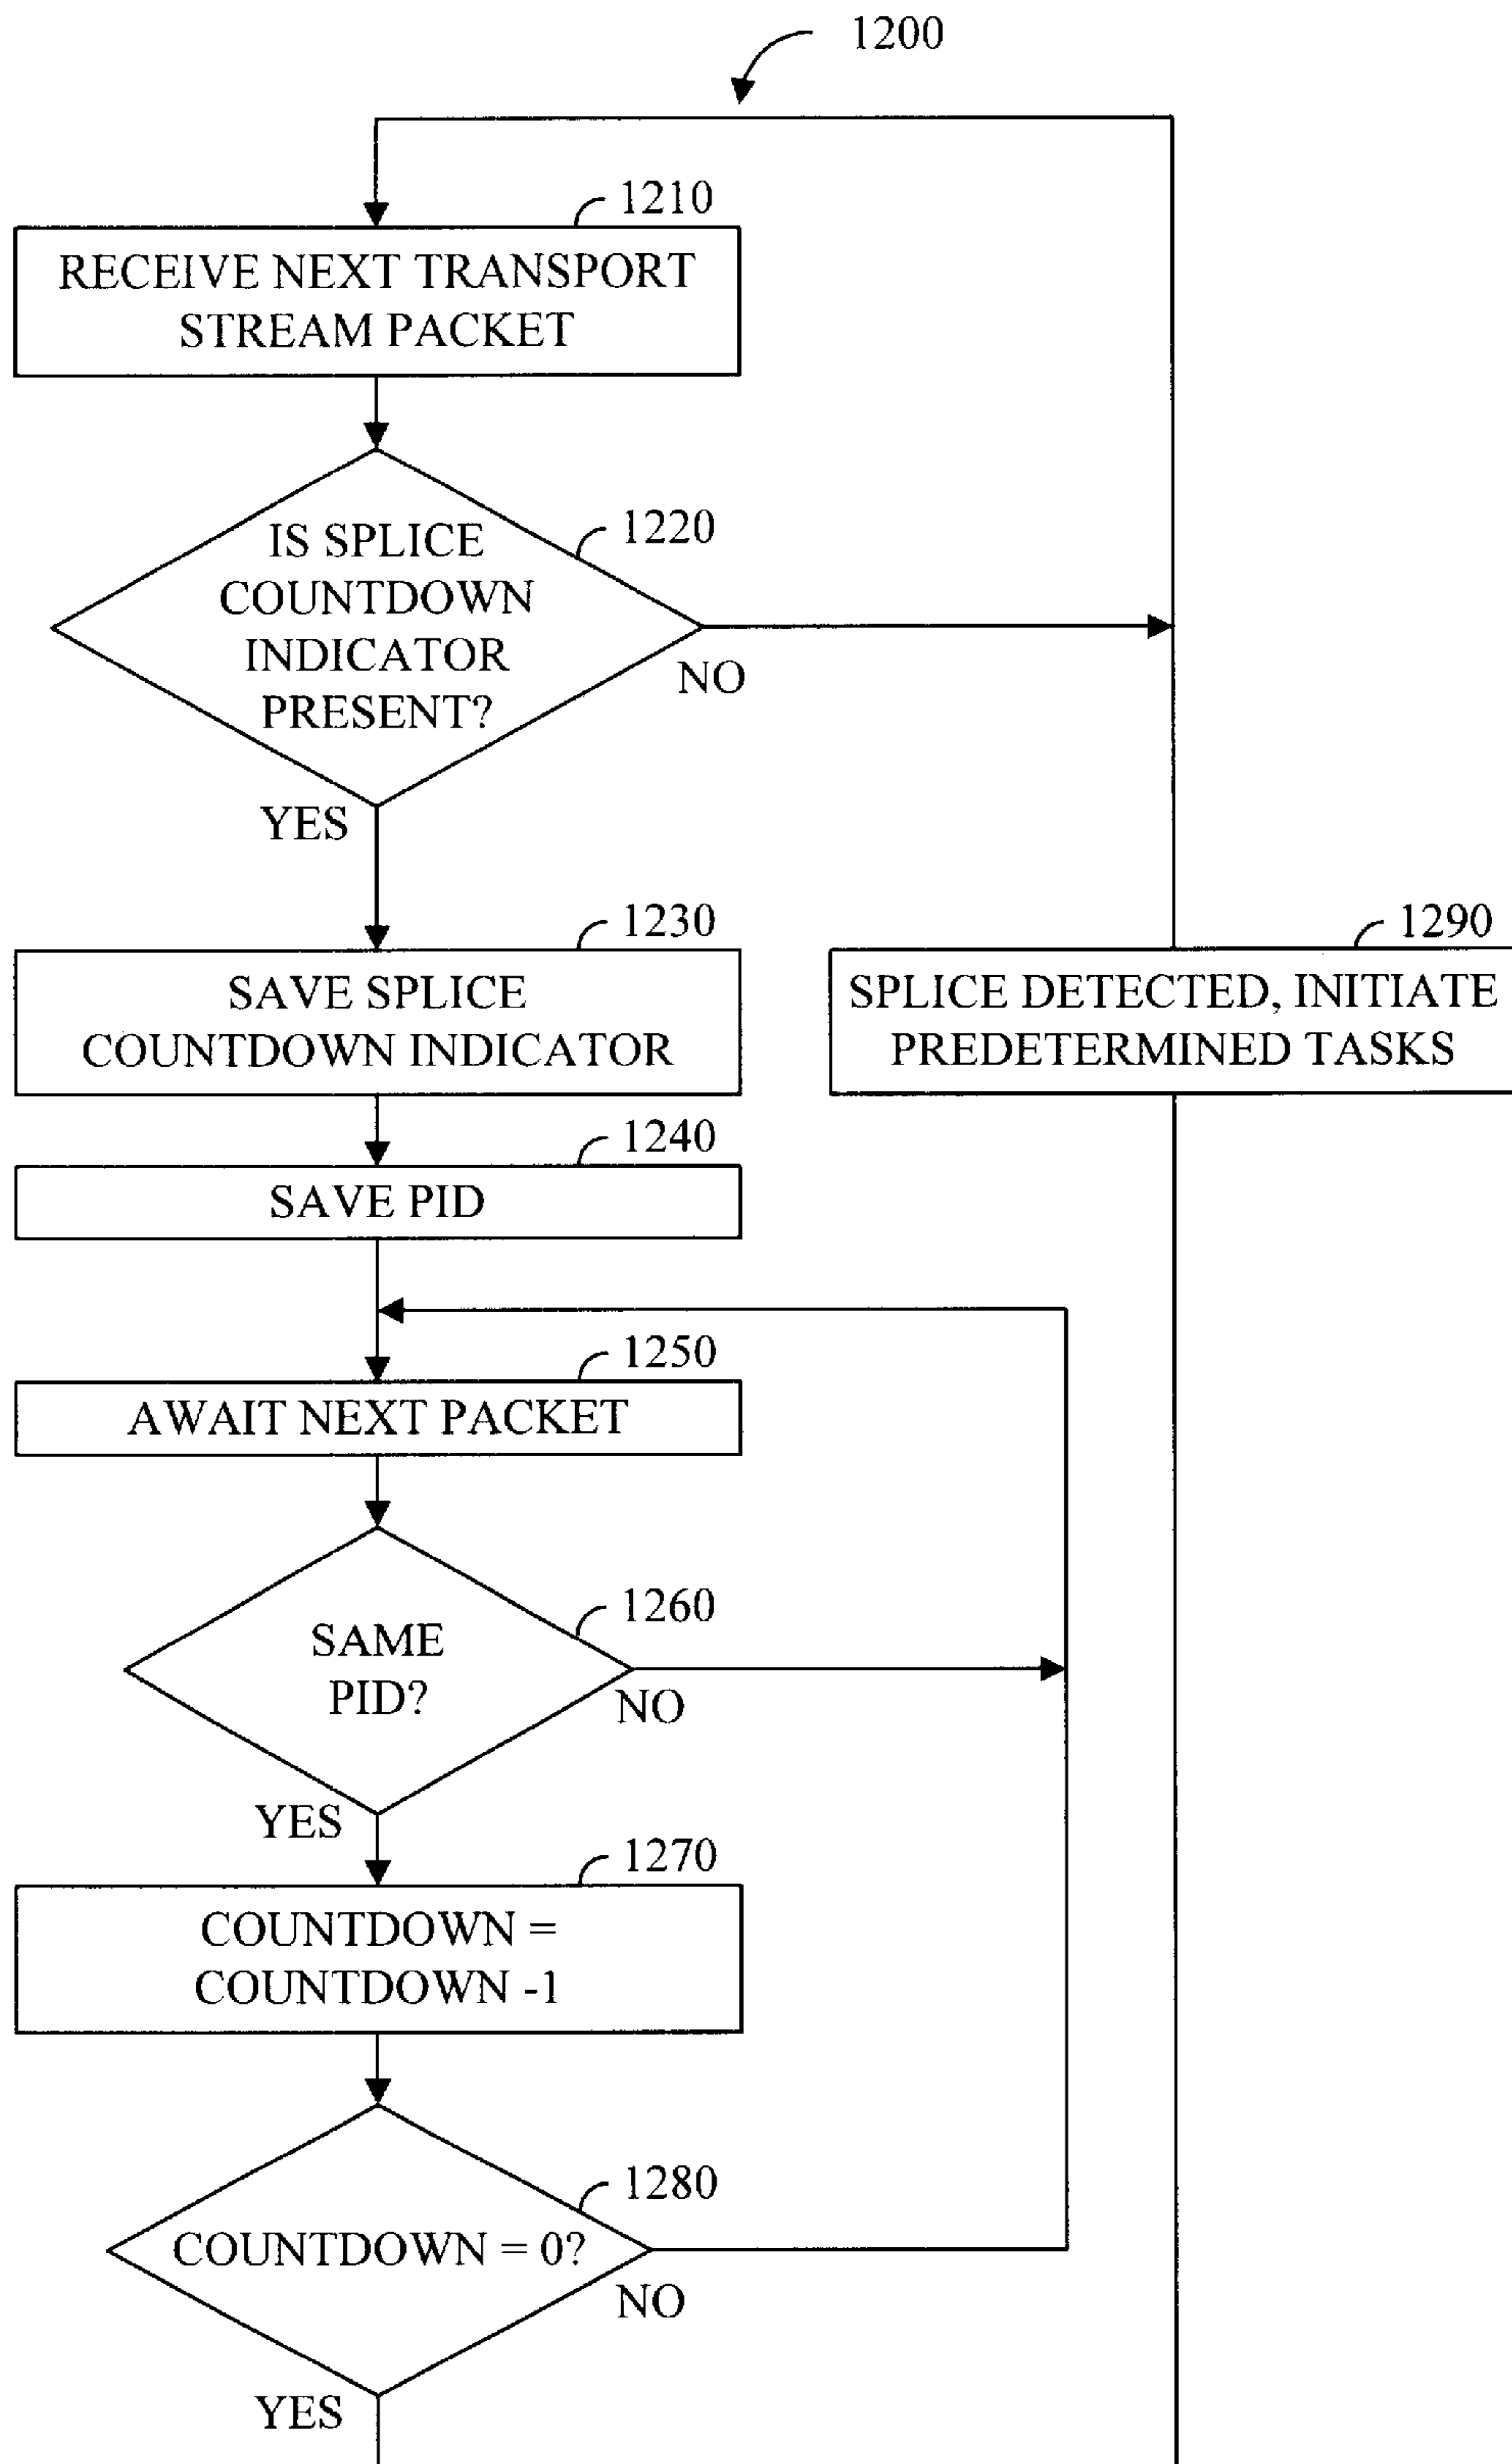 1200
1210
RECEIVE NEXT TRANSPORT
STREAM PACKET
1220
IS SPLICE
COUNTDOWN
INDICATOR
PRESENT?
NO
YES
1230
SAVE SPLICE
COUNTDOWN INDICATOR
1290
SPLICE DETECTED, INITIATE
PREDETERMINED TASKS
1240
SAVE PID
1250
AWAIT NEXT PACKET
1260
SAME
PID?
NO
YES
1270
COUNTDOWN =
COUNTDOWN -1
1280
COUNTDOWN = 0?
NO
YES